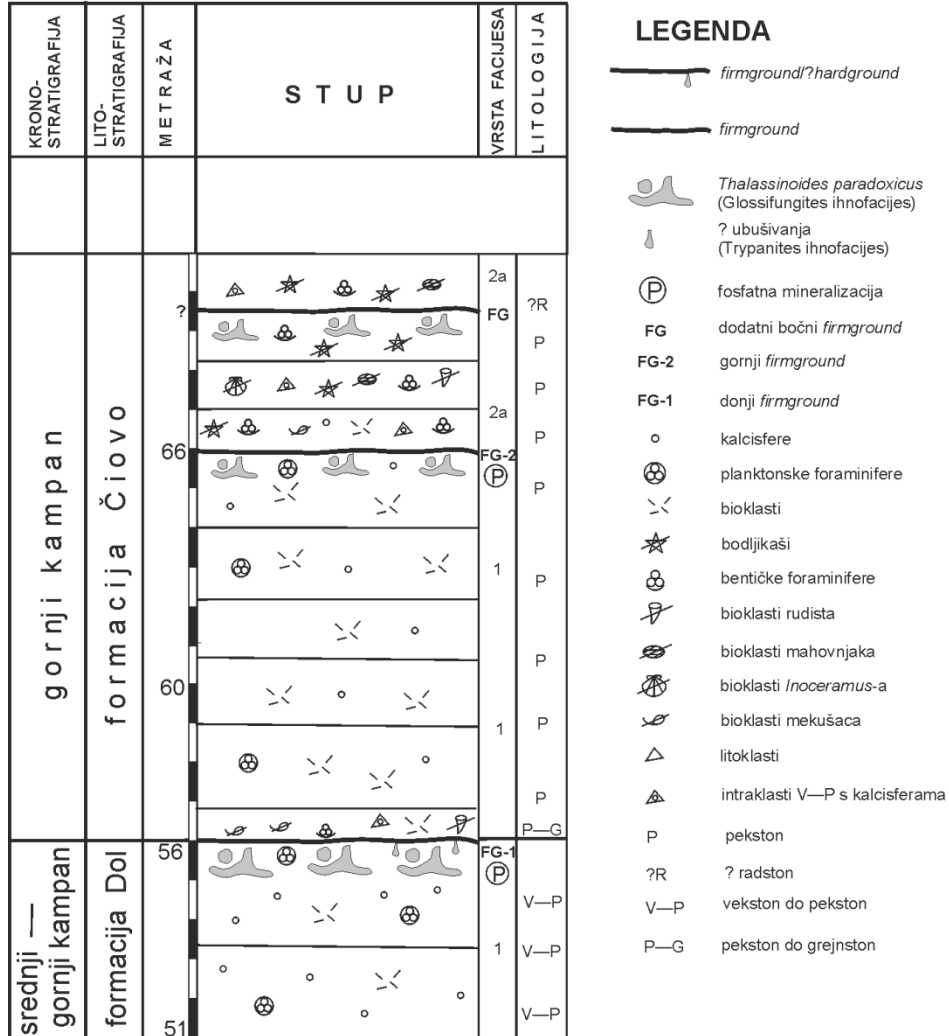 KRONO-
STRATIGRAFIJA
LITO-
STRATIGRAFIJA
METRAŽA
STUP
VRSTA FACIJESA
LITOLOGIJA
gornji kampan
srednji —
gornji kampan
formacija Čiovo
formacija Dol
?
66
60
56
51
2a
FG
2a
FG-2
P
1
1
FG-1
P
1
?R
P
P
P
P
P
P
P
P
P—G
V—P
V—P
V—P
LEGENDA
firmground/?hardground
firmground
Thalassinoides paradoxicus
(Glossifungites ihnofacijes)
? ubušivanja
(Trypanites ihnofacijes)
P fosfatna mineralizacija
FG dodatni bočni firmground
FG-2 gornji firmground
FG-1 donji firmground
kalcisfere
planktonske foraminifere
bioklasti
bodljikaši
bentičke foraminifere
bioklasti rudista
bioklasti mahovnjaka
bioklasti Inoceramus-a
bioklasti mekušaca
litoklasti
intraklasti V—P s kalcisferama
P pekston
?R ? radston
V—P vekston do pekston
P—G pekston do grejnston